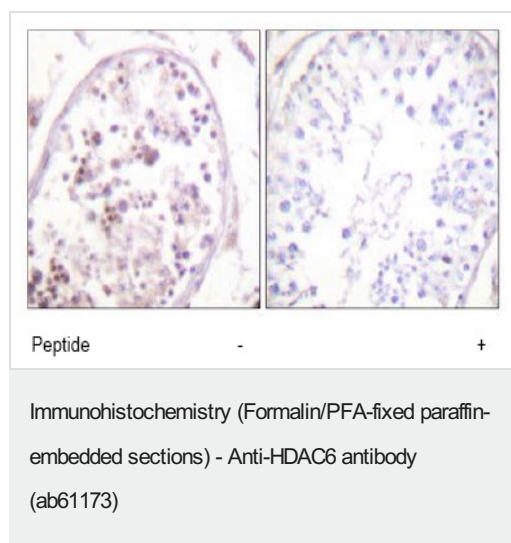 Peptide - +
Immunohistochemistry (Formalin/PFA-fixed paraffin-
embedded sections) - Anti-HDAC6 antibody
(ab61173)